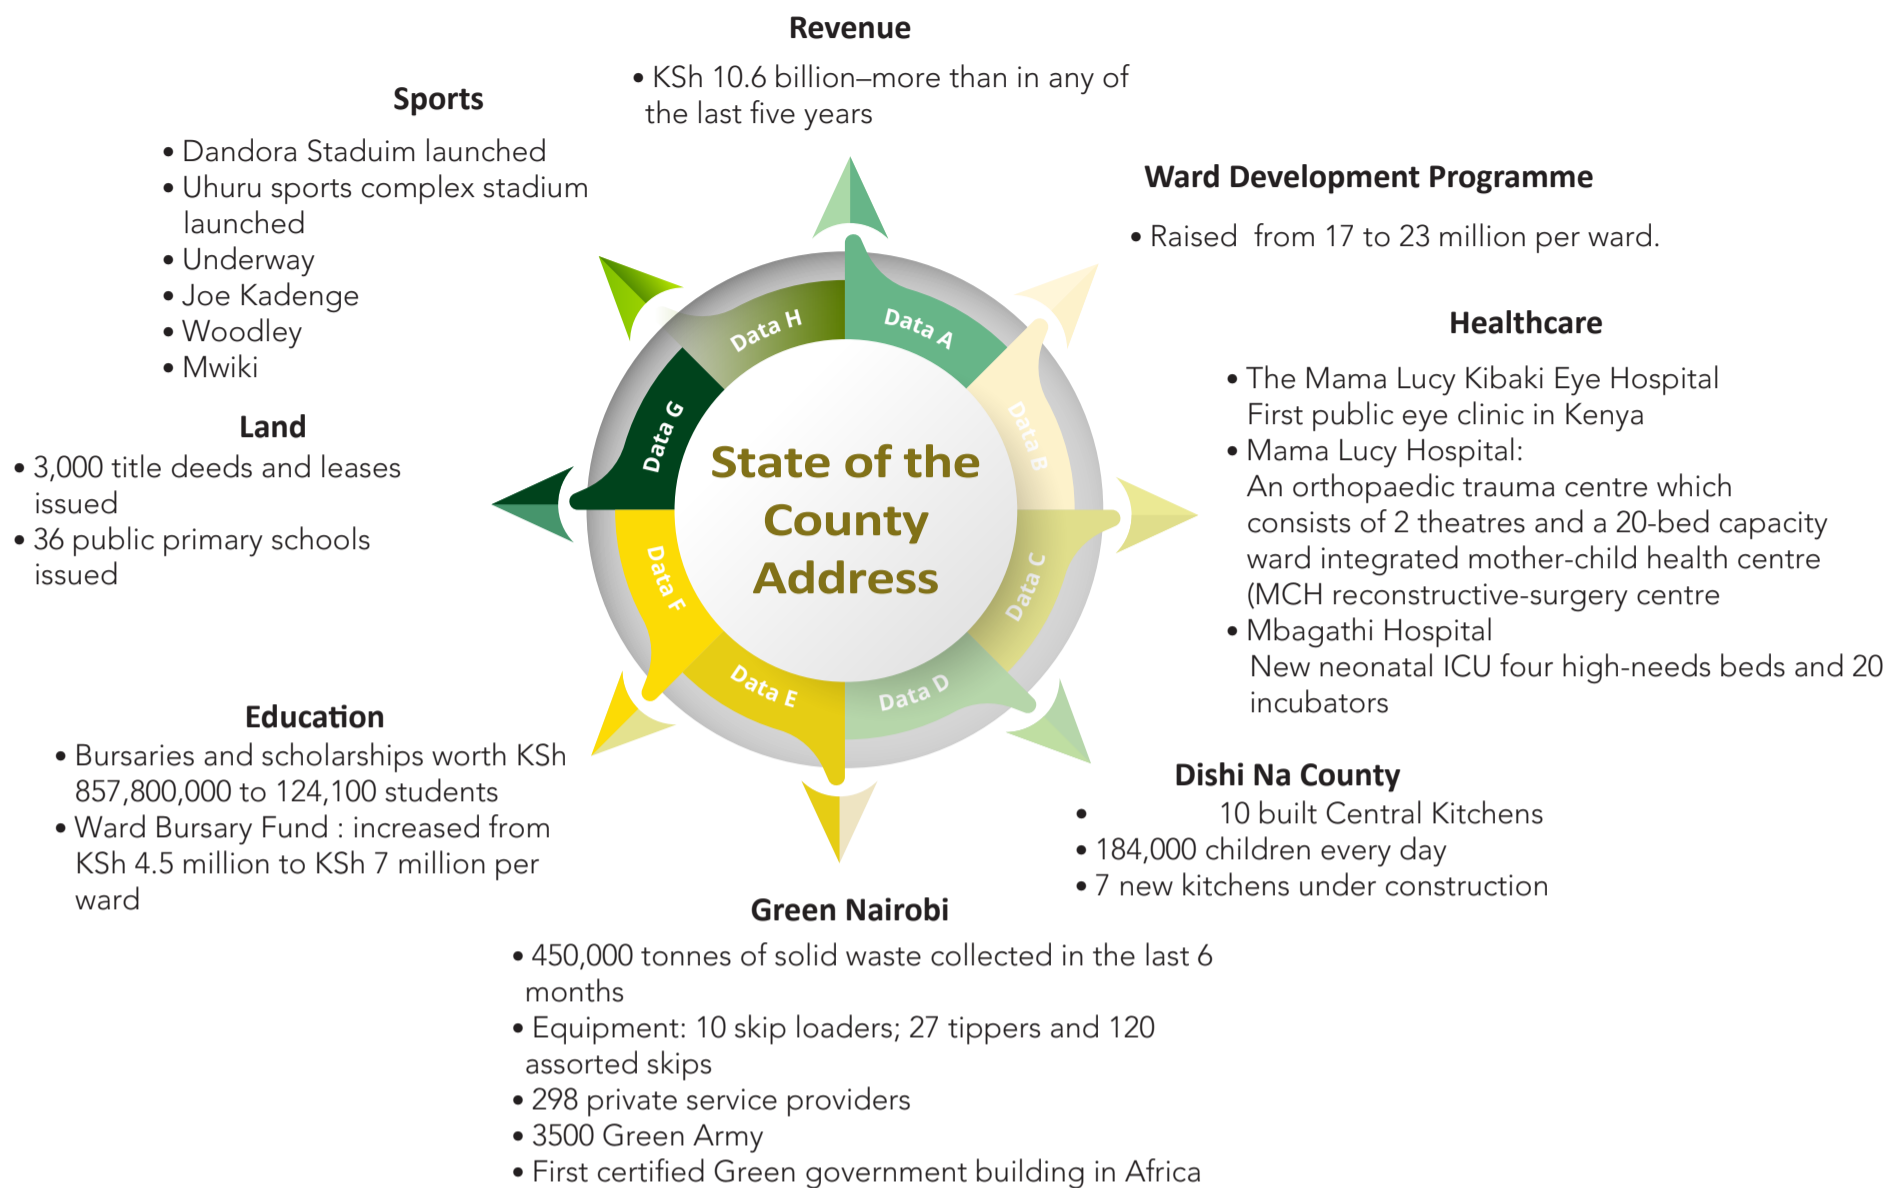 Revenue
• KSh 10.6 billion–more than in any of
the last five years
Sports
• Dandora Staduim launched
• Uhuru sports complex stadium
launched
• Underway
• Joe Kadenge
• Woodley
• Mwiki
Ward Development Programme
• Raised from 17 to 23 million per ward.
Healthcare
• The Mama Lucy Kibaki Eye Hospital
First public eye clinic in Kenya
• Mama Lucy Hospital:
An orthopaedic trauma centre which
consists of 2 theatres and a 20-bed capacity
ward integrated mother-child health centre
(MCH reconstructive-surgery centre
• Mbagathi Hospital
New neonatal ICU four high-needs beds and 20
incubators
Land
• 3,000 title deeds and leases
issued
• 36 public primary schools
issued
Data A
Data B
Data C
Data D
Data E
Data F
Data G
Data H
State of the
County
Address
Education
• Bursaries and scholarships worth KSh
857,800,000 to 124,100 students
• Ward Bursary Fund : increased from
KSh 4.5 million to KSh 7 million per
ward
Dishi Na County
• 10 built Central Kitchens
• 184,000 children every day
• 7 new kitchens under construction
Green Nairobi
• 450,000 tonnes of solid waste collected in the last 6
months
• Equipment: 10 skip loaders; 27 tippers and 120
assorted skips
• 298 private service providers
• 3500 Green Army
• First certified Green government building in Africa